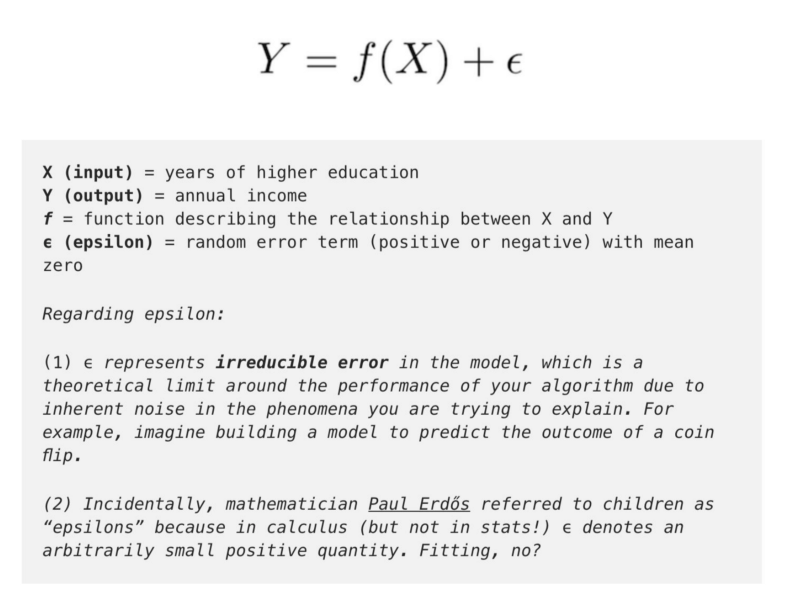 Y = f(X) + ϵ
X (input) = years of higher education
Y (output) = annual income
f = function describing the relationship between X and Y
ϵ (epsilon) = random error term (positive or negative) with mean
zero
Regarding epsilon:
(1) ϵ represents irreducible error in the model, which is a
theoretical limit around the performance of your algorithm due to
inherent noise in the phenomena you are trying to explain. For
example, imagine building a model to predict the outcome of a coin
flip.
(2) Incidentally, mathematician Paul Erdős referred to children as
“epsilons” because in calculus (but not in stats!) ϵ denotes an
arbitrarily small positive quantity. Fitting, no?